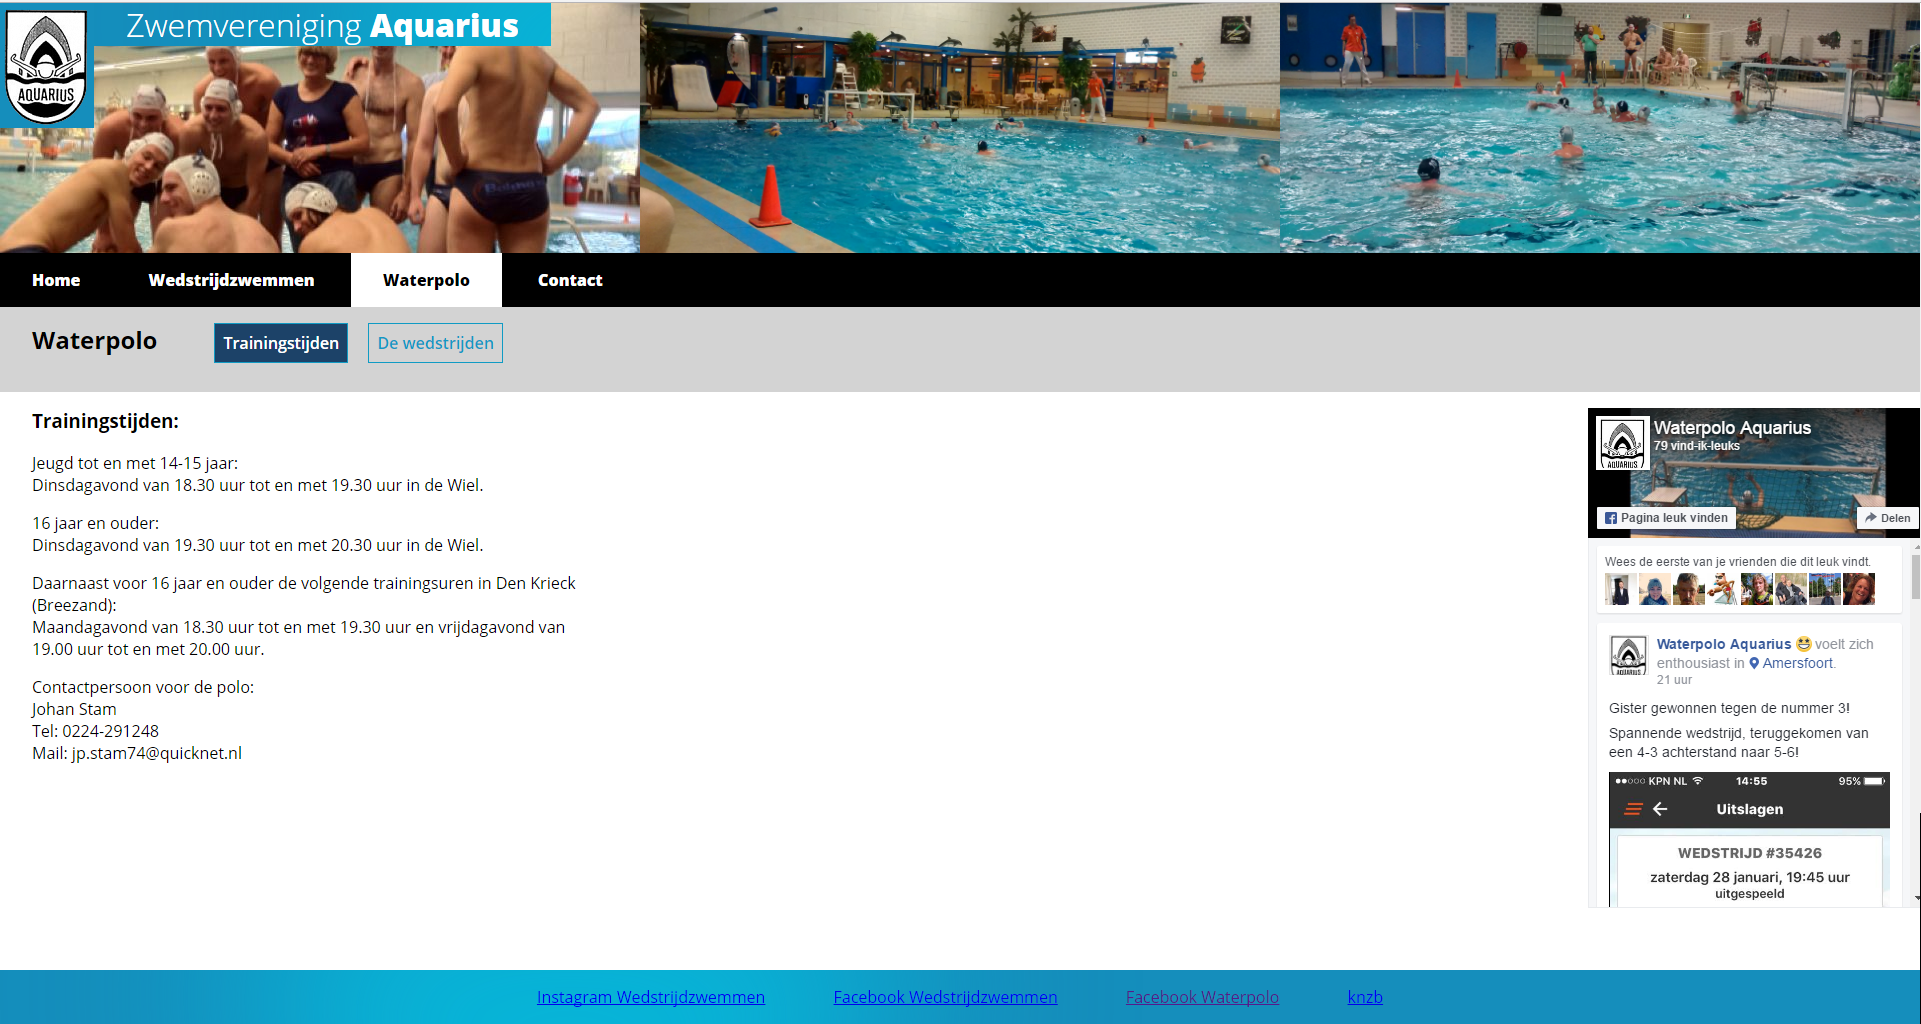 Zwemvereniging Aquarius
AQUARIUS
Home
Wedstrijdzwemmen
Waterpolo
Contact
Waterpolo
Trainingstijden
De wedstrijden
Trainingstijden:
Jeugd tot en met 14-15 jaar:
Dinsdagavond van 18.30 uur tot en met 19.30 uur in de Wiel.
16 jaar en ouder:
Dinsdagavond van 19.30 uur tot en met 20.30 uur in de Wiel.
Daarnaast voor 16 jaar en ouder de volgende trainingsuren in Den Krieck
(Breezand):
Maandagavond van 18.30 uur tot en met 19.30 uur en vrijdagavond van
19.00 uur tot en met 20.00 uur.
Contactpersoon voor de polo:
Johan Stam
Tel: 0224-291248
Mail: jp.stam74@quicknet.nl
AQUARIUS
Waterpolo Aquarius
79 vind-ik-leuks
Pagina leuk vinden
Delen
Wees de eerste van je vrienden die dit leuk vindt.
AQUARIUS
Waterpolo Aquarius 😆 voelt zich
enthousiast in Amersfoort.
21 uur
Gister gewonnen tegen de nummer 3!
Spannende wedstrijd, teruggekomen van
een 4-3 achterstand naar 5-6!
KPN NL 14:55 95%
Uitslagen
WEDSTRIJD #35426
zaterdag 28 januari, 19:45 uur
uitgespeeld
Instagram Wedstrijdzwemmen
Facebook Wedstrijdzwemmen
Facebook Waterpolo
knzb